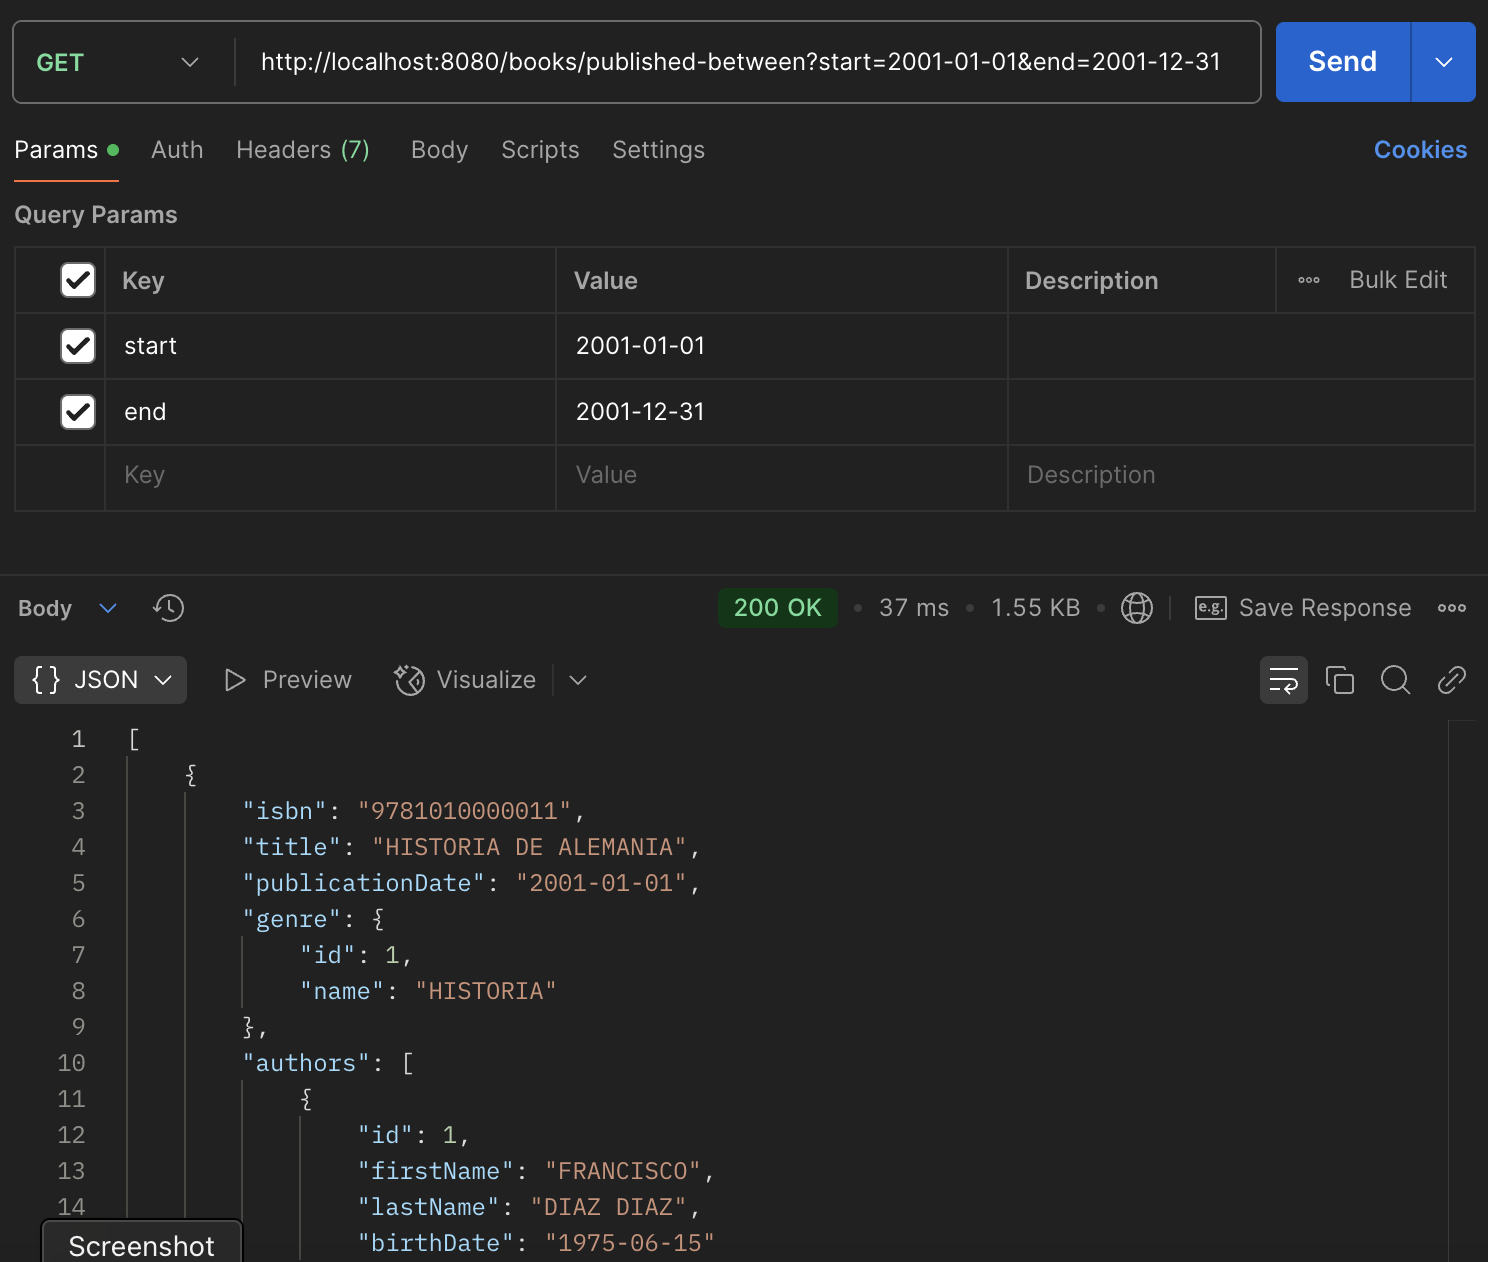 GET http://localhost:8080/books/published-between?start=2001-01-01&end=2001-12-31 Send
Params Auth Headers (7) Body Scripts Settings Cookies
Query Params
Key Value Description Bulk Edit
start 2001-01-01
end 2001-12-31
Key Value Description
Body 200 OK • 37 ms • 1.55 KB • e.g. Save Response
{} JSON Preview Visualize
1 [
2 {
3 "isbn": "9781010000011",
4 "title": "HISTORIA DE ALEMANIA",
5 "publicationDate": "2001-01-01",
6 "genre": {
7 "id": 1,
8 "name": "HISTORIA"
9 },
10 "authors": [
11 {
12 "id": 1,
13 "firstName": "FRANCISCO",
14 "lastName": "DIAZ DIAZ",
"birthDate": "1975-06-15"
Screenshot